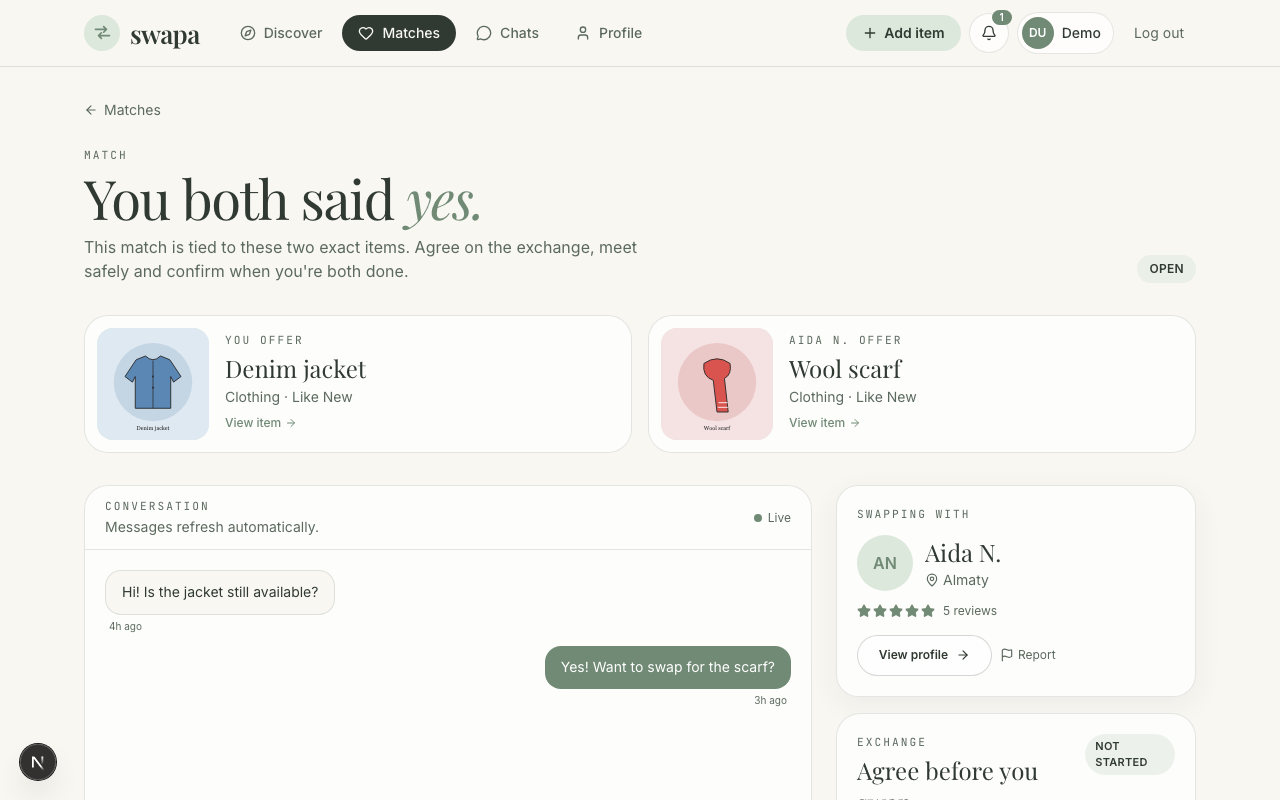 swapa
Discover
Matches
Chats
Profile
Add item
1
DU
Demo
Log out
Matches
MATCH
You both said yes.
This match is tied to these two exact items. Agree on the exchange, meet
safely and confirm when you're both done.
OPEN
Denim jacket
YOU OFFER
Denim jacket
Clothing · Like New
View item
Wool scarf
AIDA N. OFFER
Wool scarf
Clothing · Like New
View item
CONVERSATION
Messages refresh automatically.
Live
Hi! Is the jacket still available?
4h ago
Yes! Want to swap for the scarf?
3h ago
SWAPPING WITH
AN
Aida N.
Almaty
5 reviews
View profile
Report
EXCHANGE
Agree before you
NOT
STARTED
N